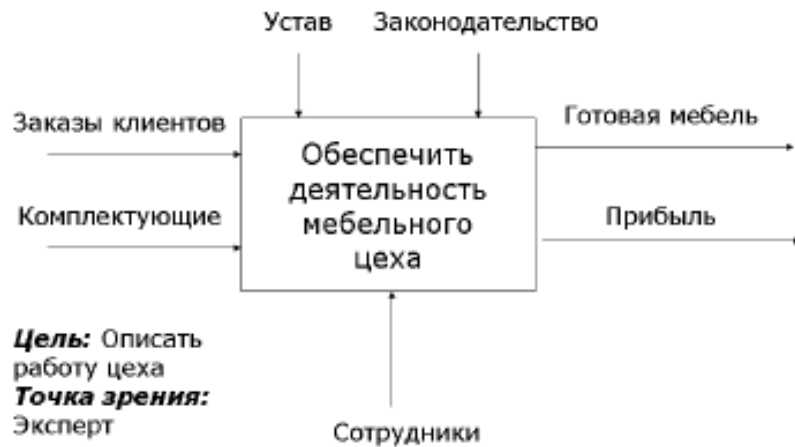 Устав
Законодательство
Заказы клиентов
Готовая мебель
Обеспечить
деятельность
мебельного
цеха
Комплектующие
Прибыль
Цель: Описать
работу цеха
Точка зрения:
Эксперт
Сотрудники